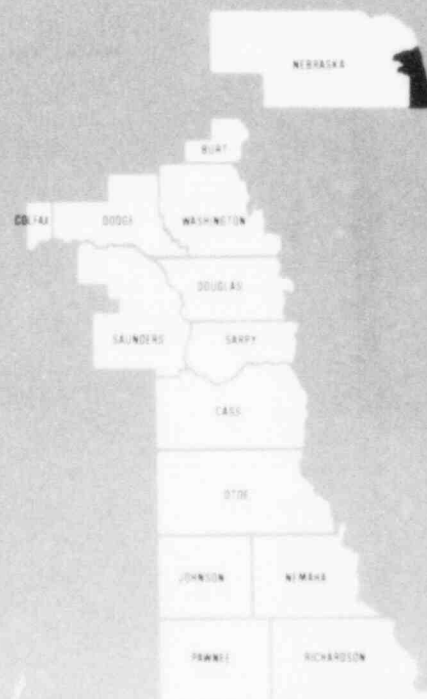 NEBRASKA
BURT
COLFAX DODGE WASHINGTON
DOUGLAS
SAUNDERS SARPY
CASS
OTOE
JOHNSON NEMAHA
PAWNEE RICHARDSON